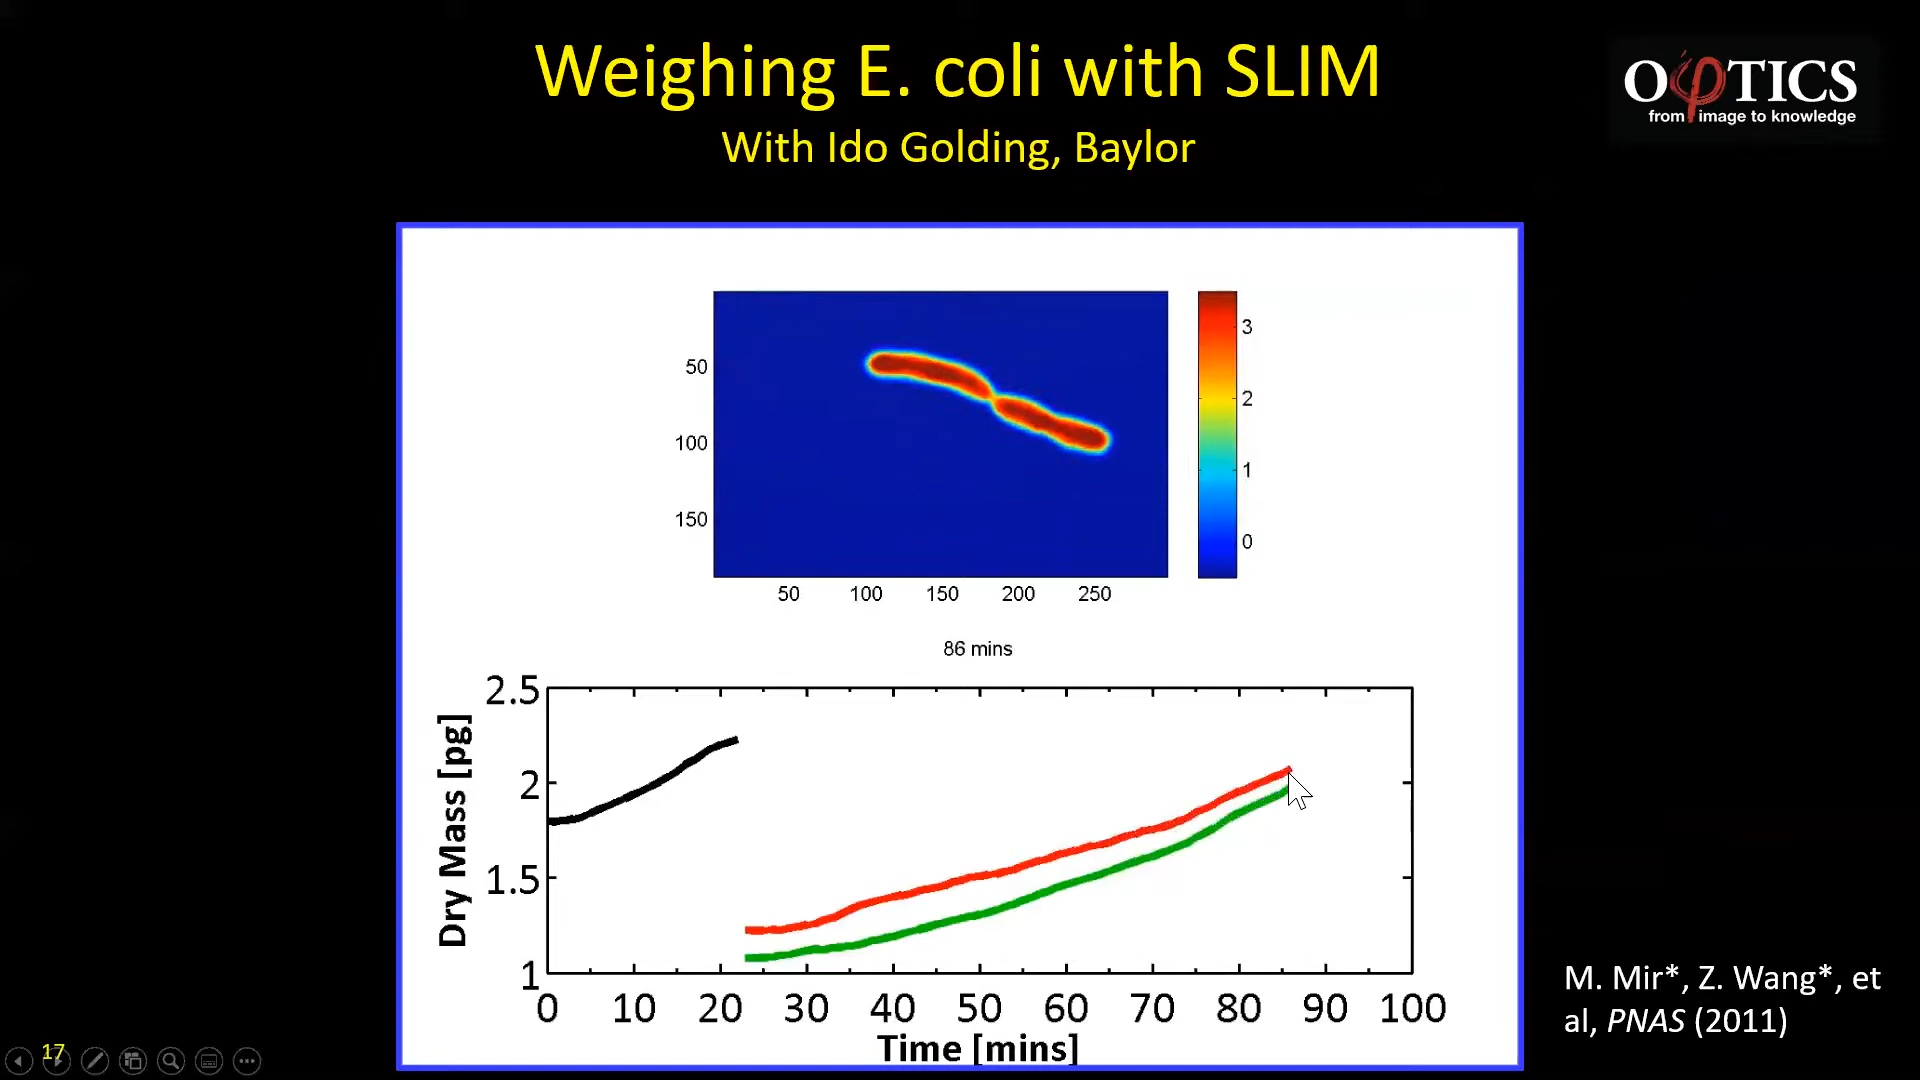 Weighing E. coli with SLIM
With Ido Golding, Baylor
OφTICS
from image to knowledge
3
2
1
0
50
100
150
50 100 150 200 250
86 mins
2.5
2
1.5
1
Dry Mass [pg]
0 10 20 30 40 50 60 70 80 90 100
Time [mins]
M. Mir*, Z. Wang*, et
al, PNAS (2011)
17